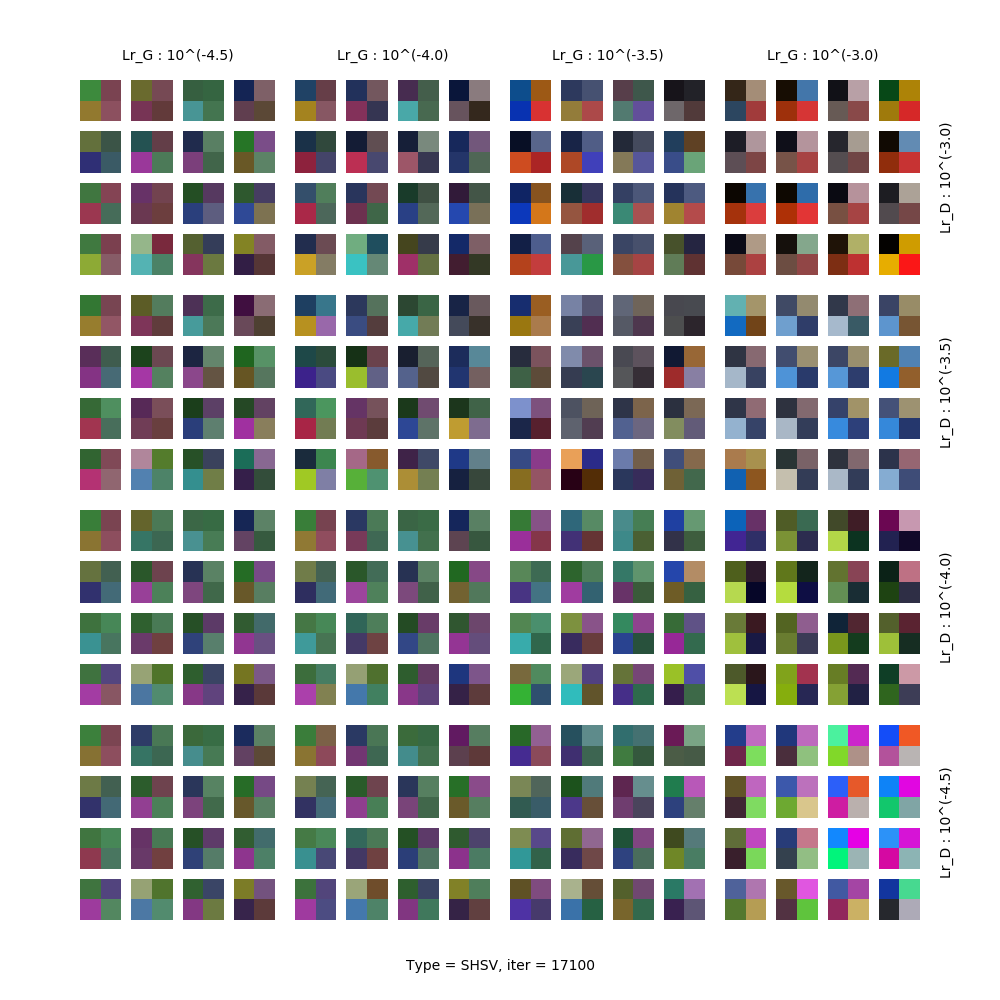 Lr_G : 10^(-4.5)
Lr_G : 10^(-4.0)
Lr_G : 10^(-3.5)
Lr_G : 10^(-3.0)
Lr_D : 10^(-3.0)
Lr_D : 10^(-3.5)
Lr_D : 10^(-4.0)
Lr_D : 10^(-4.5)
Type = SHSV, iter = 17100